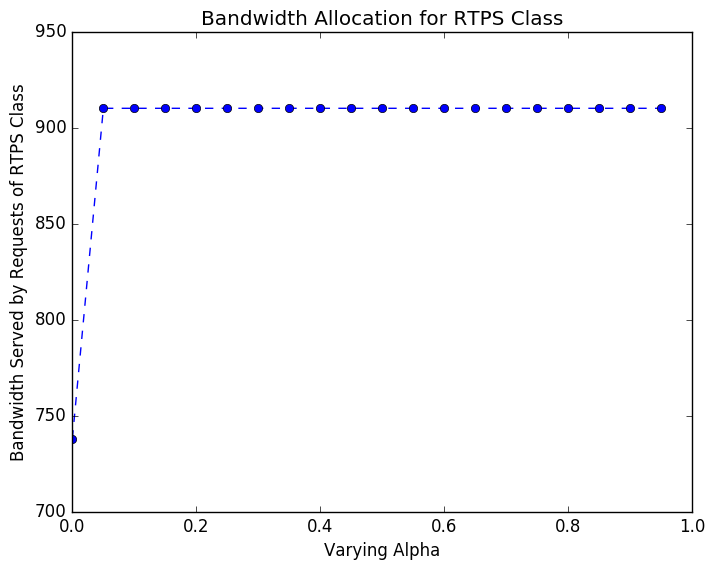 Bandwidth Allocation for RTPS Class
Bandwidth Served by Requests of RTPS Class
950
900
850
800
750
700
0.0 0.2 0.4 0.6 0.8 1.0
Varying Alpha